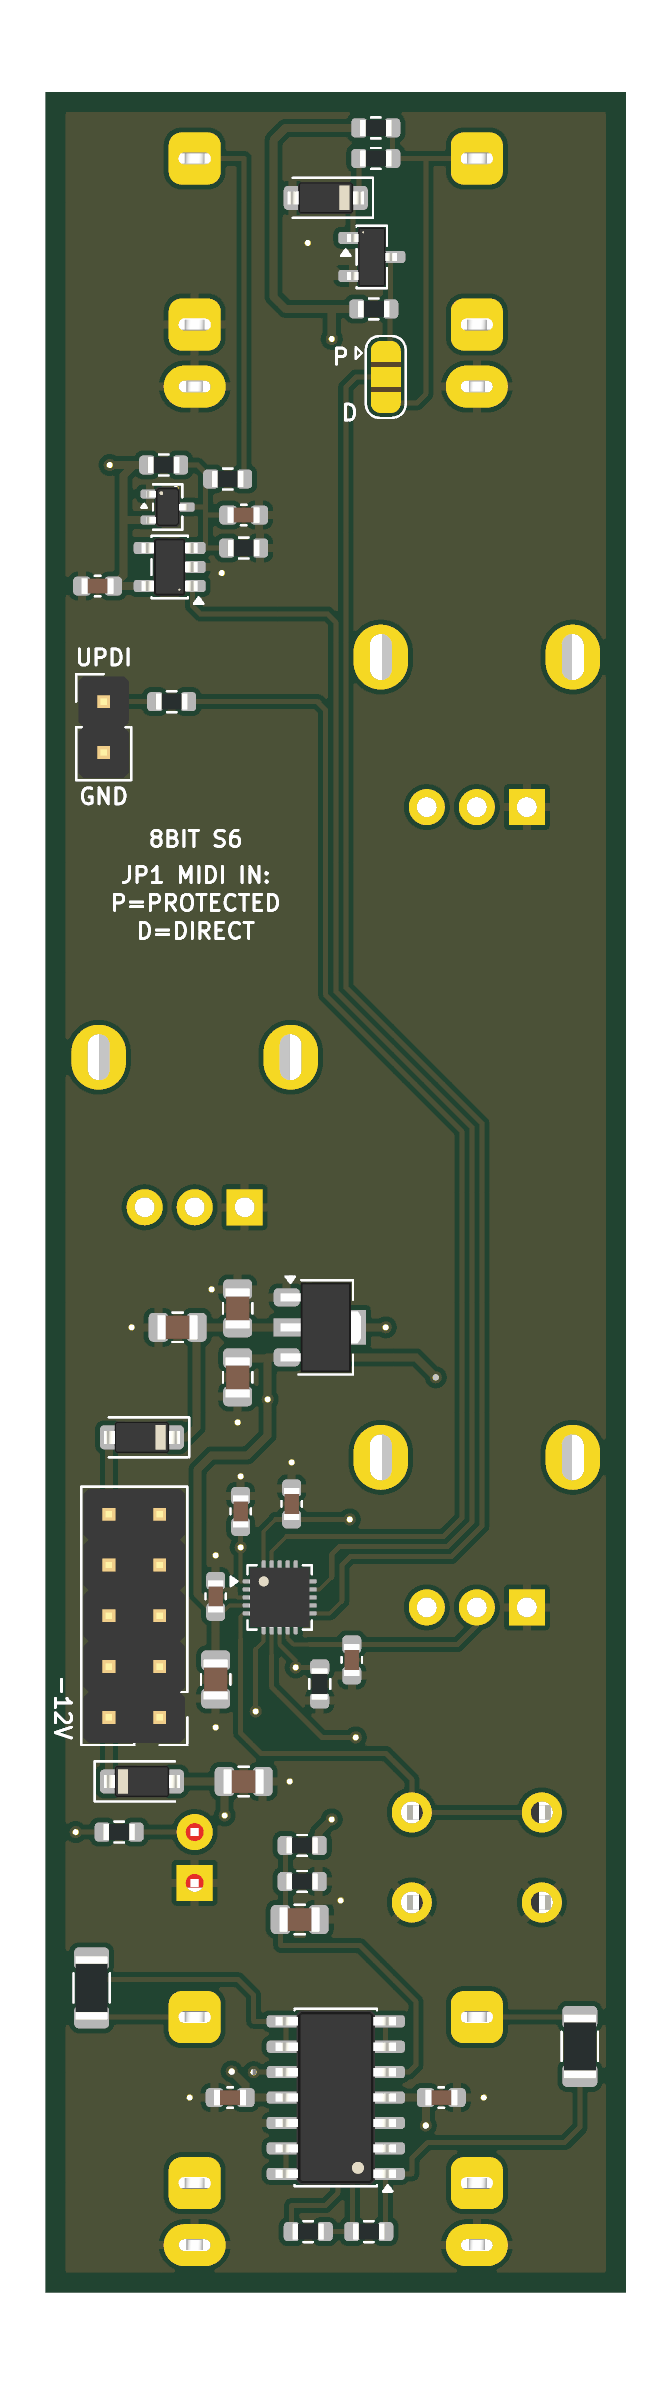 P
D
UPDI
GND
8BIT S6
JP1 MIDI IN:
P=PROTECTED
D=DIRECT
-12V